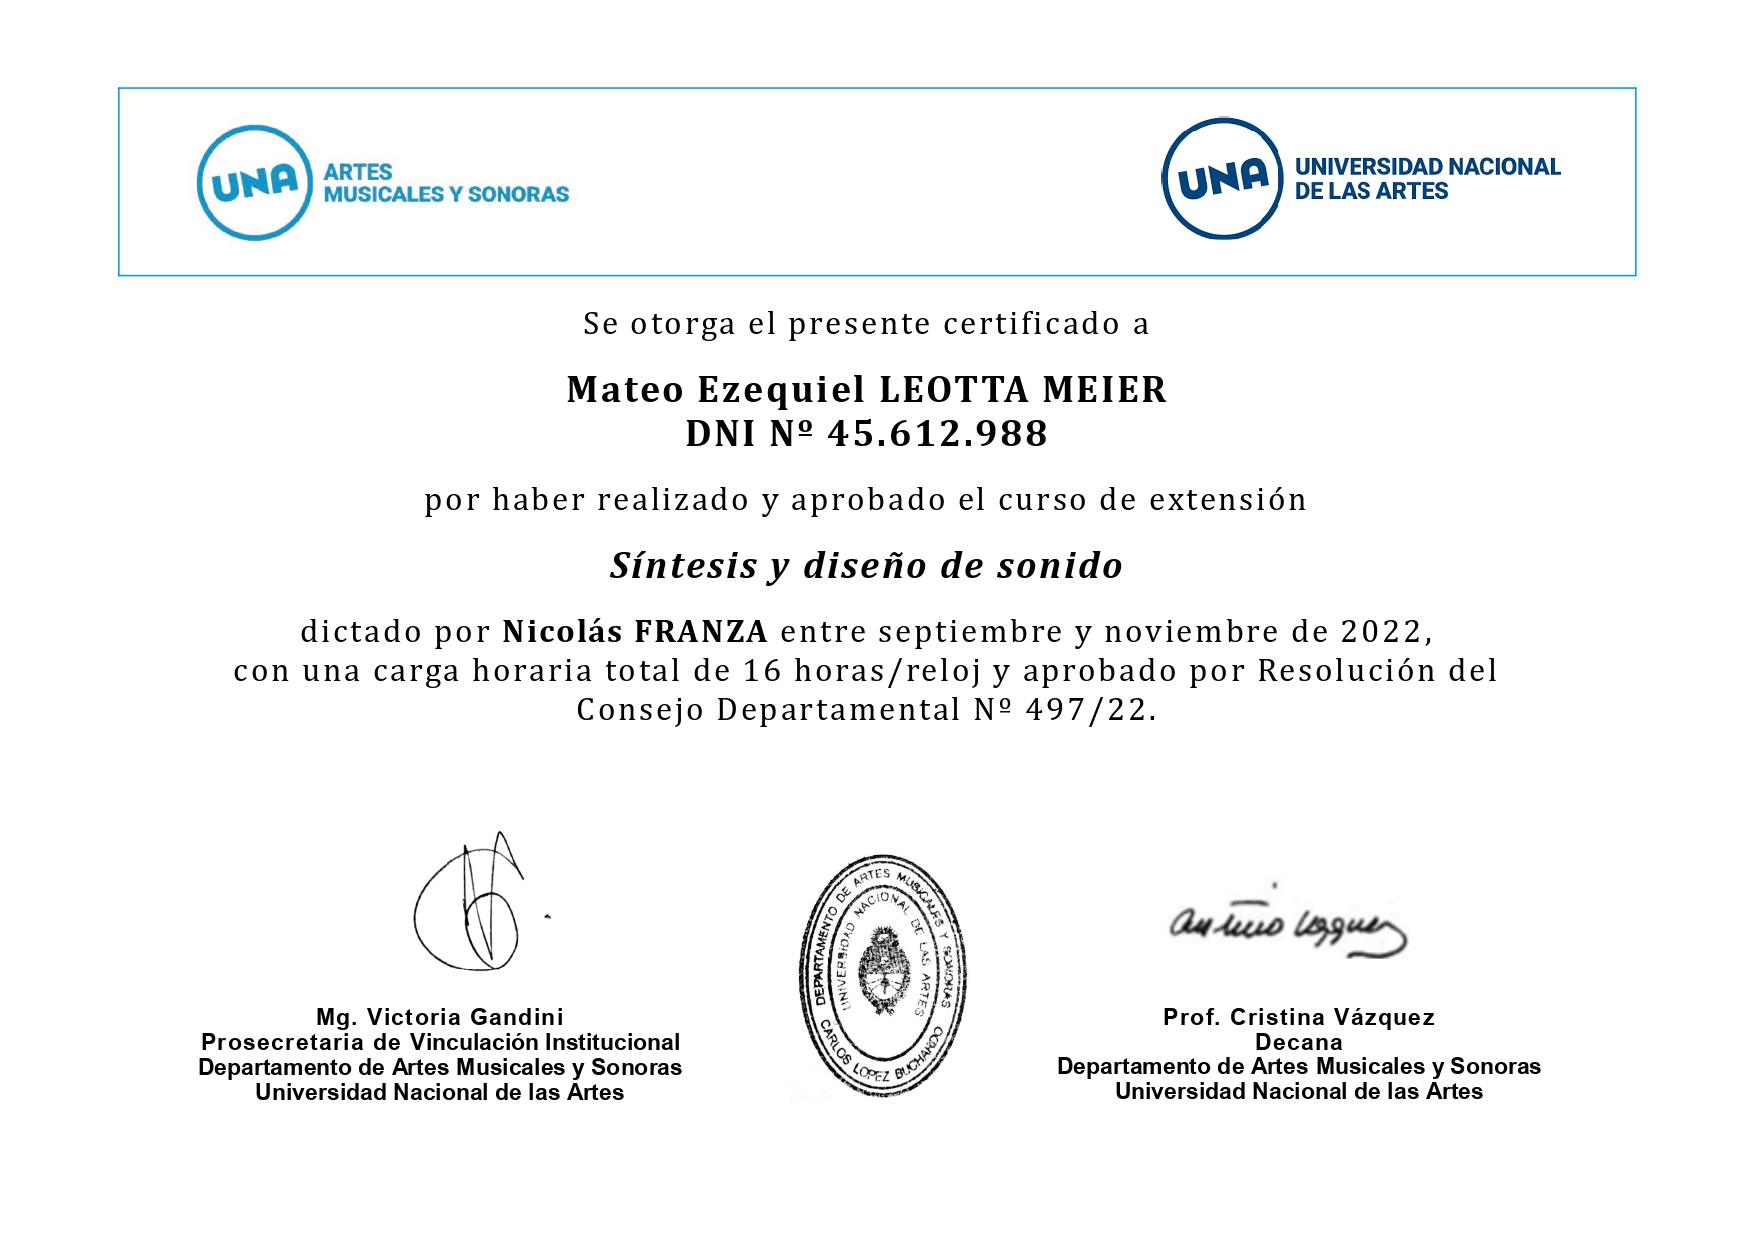 UNA ARTES
MUSICALES Y SONORAS
UNA UNIVERSIDAD NACIONAL
DE LAS ARTES
Se otorga el presente certificado a
Mateo Ezequiel LEOTTA MEIER
DNI Nº 45.612.988
por haber realizado y aprobado el curso de extensión
Síntesis y diseño de sonido
dictado por Nicolás FRANZA entre septiembre y noviembre de 2022,
con una carga horaria total de 16 horas/reloj y aprobado por Resolución del
Consejo Departamental Nº 497/22.
DEPARTAMENTO DE ARTES MUSICALES Y SONORAS
CARLOS LOPEZ BUCHARDO
UNIVERSIDAD NACIONAL DE LAS ARTES
Mg. Victoria Gandini
Prosecretaria de Vinculación Institucional
Departamento de Artes Musicales y Sonoras
Universidad Nacional de las Artes
Prof. Cristina Vázquez
Decana
Departamento de Artes Musicales y Sonoras
Universidad Nacional de las Artes